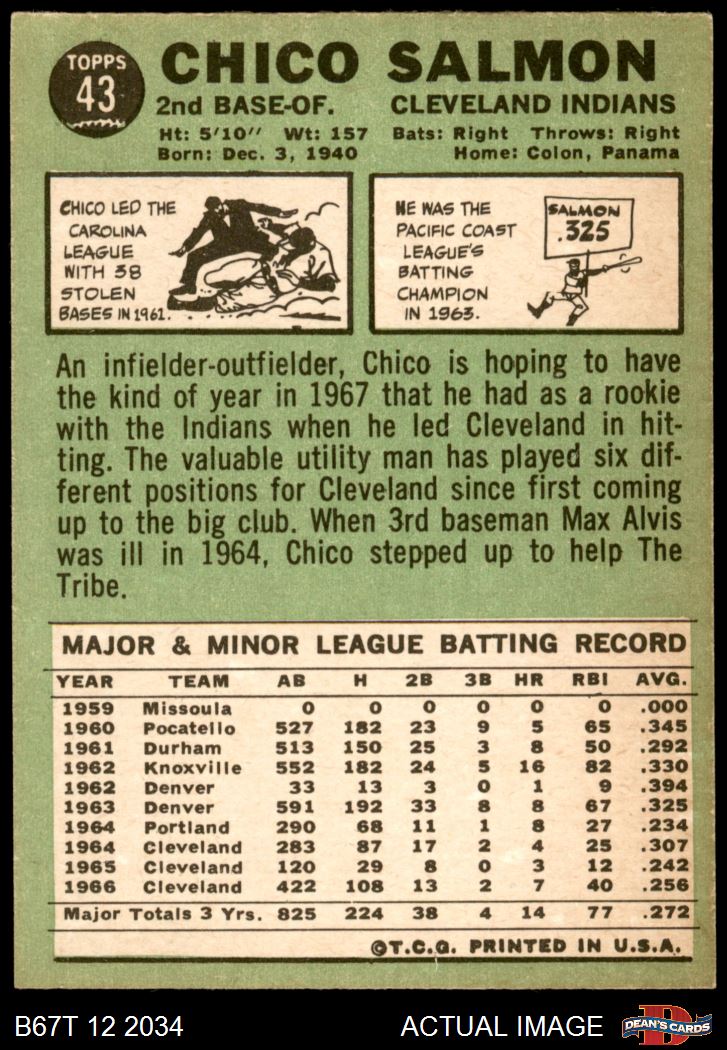 TOPPS
43
CHICO SALMON
2nd BASE-OF. CLEVELAND INDIANS
Ht: 5'10" Wt: 157 Bats: Right Throws: Right
Born: Dec. 3, 1940 Home: Colon, Panama
CHICO LED THE
CAROLINA
LEAGUE
WITH 38
STOLEN
BASES IN 1961.
HE WAS THE
PACIFIC COAST
LEAGUE'S
BATTING
CHAMPION
IN 1963.
SALMON
.325
An infielder-outfielder, Chico is hoping to have
the kind of year in 1967 that he had as a rookie
with the Indians when he led Cleveland in hit-
ting. The valuable utility man has played six dif-
ferent positions for Cleveland since first coming
up to the big club. When 3rd baseman Max Alvis
was ill in 1964, Chico stepped up to help The
Tribe.
MAJOR & MINOR LEAGUE BATTING RECORD
YEAR TEAM AB H 2B 3B HR RBI AVG.
1959 Missoula 0 0 0 0 0 0 .000
1960 Pocatello 527 182 23 9 5 65 .345
1961 Durham 513 150 25 3 8 50 .292
1962 Knoxville 552 182 24 5 16 82 .330
1962 Denver 33 13 3 0 1 9 .394
1963 Denver 591 192 33 8 8 67 .325
1964 Portland 290 68 11 1 8 27 .234
1964 Cleveland 283 87 17 2 4 25 .307
1965 Cleveland 120 29 8 0 3 12 .242
1966 Cleveland 422 108 13 2 7 40 .256
Major Totals 3 Yrs. 825 224 38 4 14 77 .272
©T.C.G. PRINTED IN U.S.A.
B67T 12 2034 ACTUAL IMAGE
D
DEAN'S CARDS